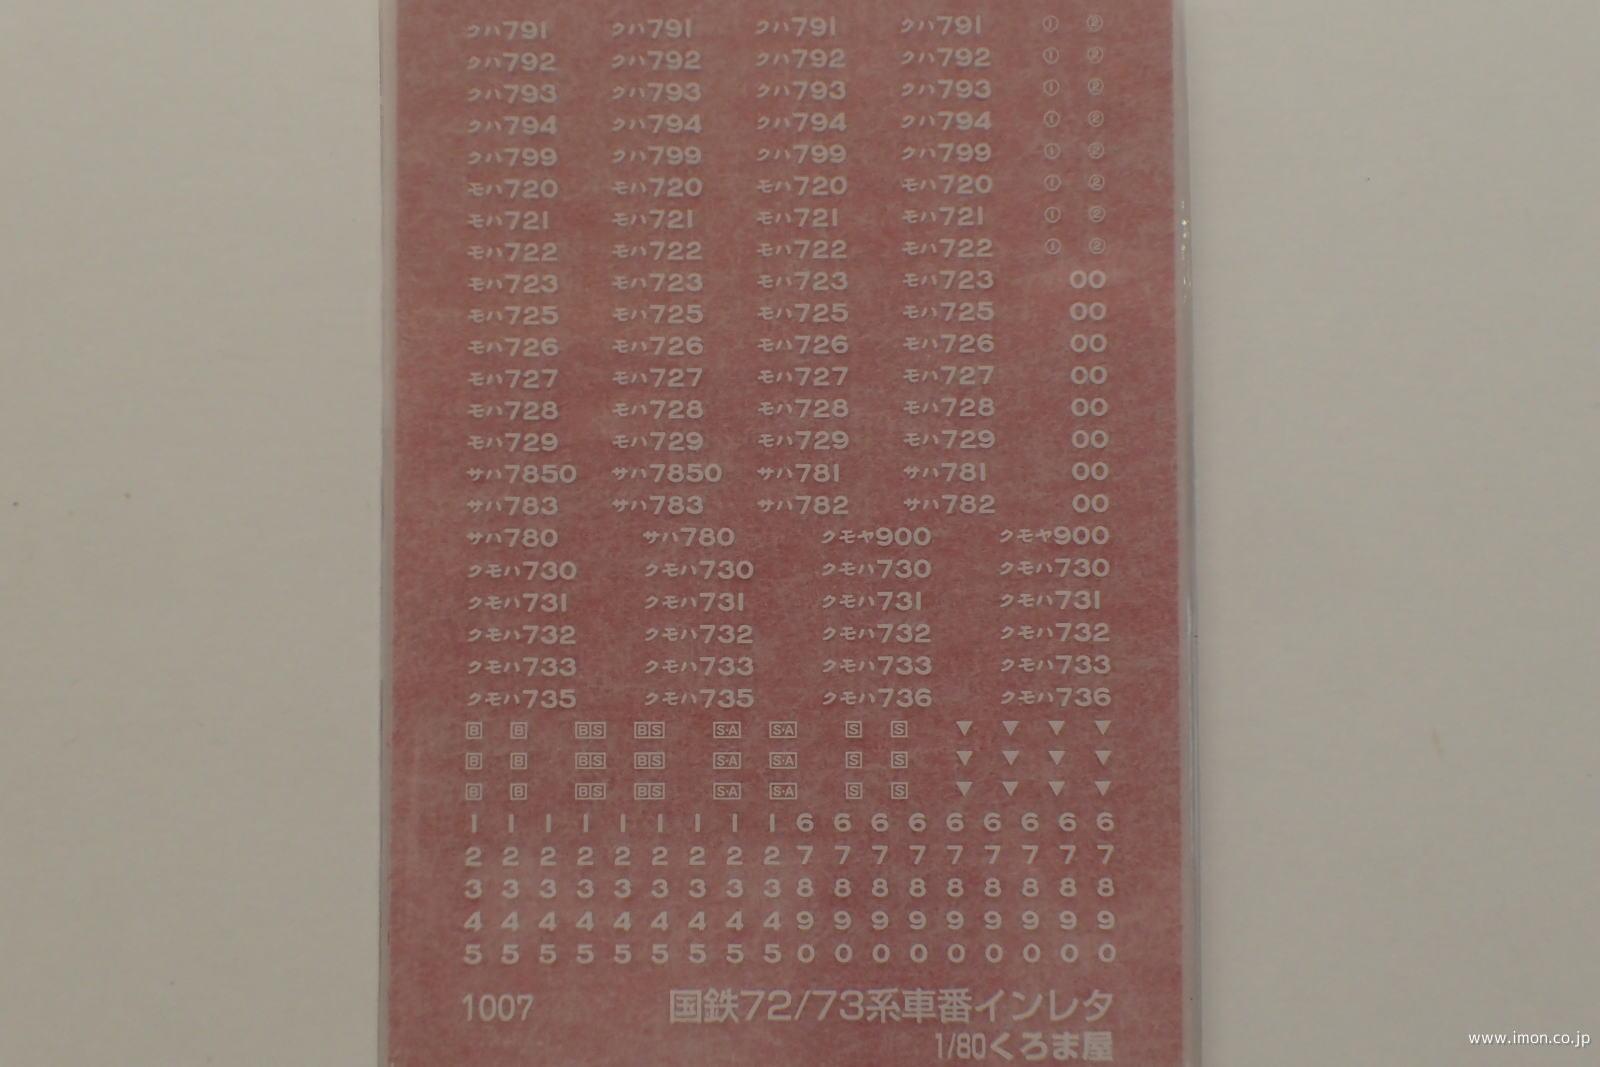 クハ791 クハ791 クハ791 クハ791 ① ②
クハ792 クハ792 クハ792 クハ792 ① ②
クハ793 クハ793 クハ793 クハ793 ① ②
クハ794 クハ794 クハ794 クハ794 ① ②
クハ799 クハ799 クハ799 クハ799 ① ②
モハ720 モハ720 モハ720 モハ720 ① ②
モハ721 モハ721 モハ721 モハ721 ① ②
モハ722 モハ722 モハ722 モハ722 ① ②
モハ723 モハ723 モハ723 モハ723 00
モハ725 モハ725 モハ725 モハ725 00
モハ726 モハ726 モハ726 モハ726 00
モハ727 モハ727 モハ727 モハ727 00
モハ728 モハ728 モハ728 モハ728 00
モハ729 モハ729 モハ729 モハ729 00
サハ7850 サハ7850 サハ781 サハ781 00
サハ783 サハ783 サハ782 サハ782 00
サハ780 サハ780 クモヤ900 クモヤ900
クモハ730 クモハ730 クモハ730 クモハ730
クモハ731 クモハ731 クモハ731 クモハ731
クモハ732 クモハ732 クモハ732 クモハ732
クモハ733 クモハ733 クモハ733 クモハ733
クモハ735 クモハ735 クモハ736 クモハ736
B B BS BS S・A S・A S S ▼ ▼ ▼ ▼
B B BS BS S・A S・A S S ▼ ▼ ▼ ▼
B B BS BS S・A S・A S S ▼ ▼ ▼ ▼
1 1 1 1 1 1 1 1 1 6 6 6 6 6 6 6 6 6
2 2 2 2 2 2 2 2 2 7 7 7 7 7 7 7 7 7
3 3 3 3 3 3 3 3 3 8 8 8 8 8 8 8 8 8
4 4 4 4 4 4 4 4 4 9 9 9 9 9 9 9 9 9
5 5 5 5 5 5 5 5 5 0 0 0 0 0 0 0 0 0
1007 国鉄72/73系車番インレタ
1/80くろま屋
www.imon.co.jp